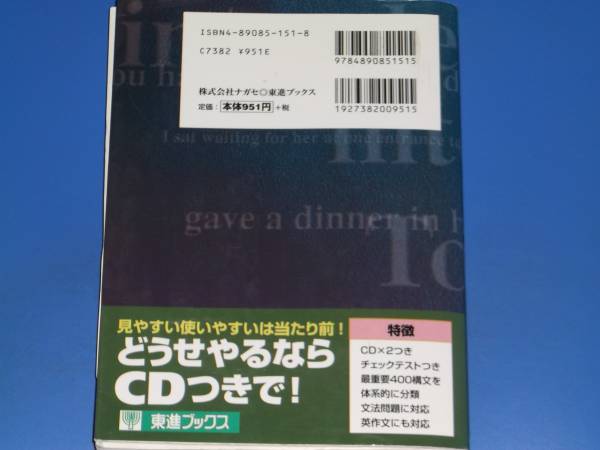 ISBN4-89085-151-8
C7382 ¥951E
9784890851515
株式会社ナガセ◎東進ブックス
定価:本体951円+税
1927382009515
int
I sat waiting for her at one entrance to
int
gave a dinner in h
To
見やすい使いやすいは当たり前!
どうせやるなら
CDつきで!
東進ブックス
特徴
CD×2つき
チェックテストつき
最重要400構文を
体系的に分類
文法問題に対応
英作文にも対応